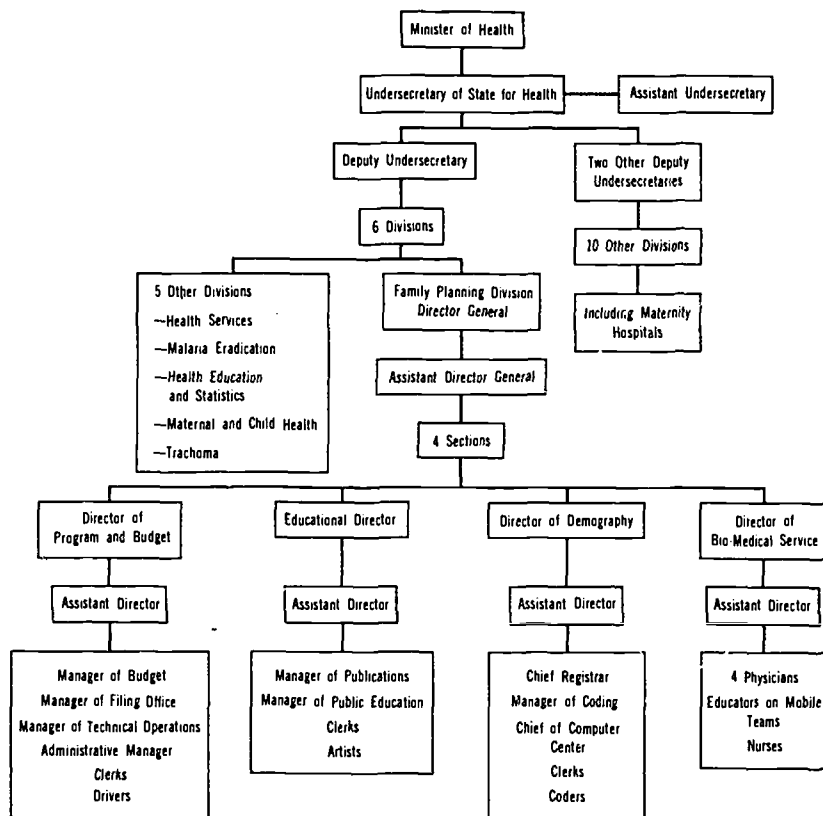 Minister of Health
Undersecretary of State for Health
Assistant Undersecretary
Deputy Undersecretary
Two Other Deputy
Undersecretaries
6 Divisions
10 Other Divisions
Including Maternity
Hospitals
5 Other Divisions
—Health Services
—Malaria Eradication
—Health Education
and Statistics
—Maternal and Child Health
—Trachoma
Family Planning Division
Director General
Assistant Director General
4 Sections
Director of
Program and Budget
Educational Director
Director of Demography
Director of
Bio-Medical Service
Assistant Director
Assistant Director
Assistant Director
Assistant Director
Manager of Budget
Manager of Filing Office
Manager of Technical Operations
Administrative Manager
Clerks
Drivers
Manager of Publications
Manager of Public Education
Clerks
Artists
Chief Registrar
Manager of Coding
Chief of Computer
Center
Clerks
Coders
4 Physicians
Educators on Mobile
Teams
Nurses